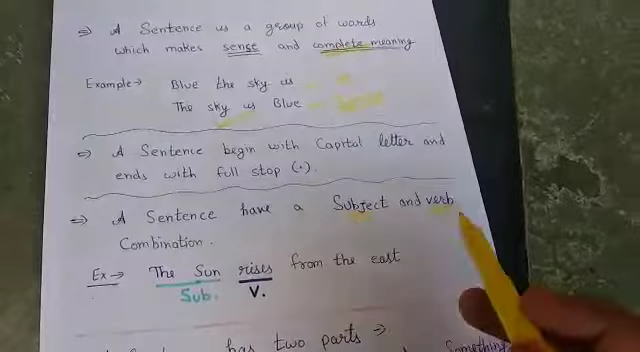 ⇒ A Sentence is a group of words
which makes sense and complete meaning
Example → Blue the sky is
The sky is Blue
⇒ A Sentence begin with Capital letter and
ends with full stop (.).
⇒ A Sentence have a Subject and verb
Combination.
Ex → The Sun rises from the east
Sub. V.
has two parts ⇒
Something